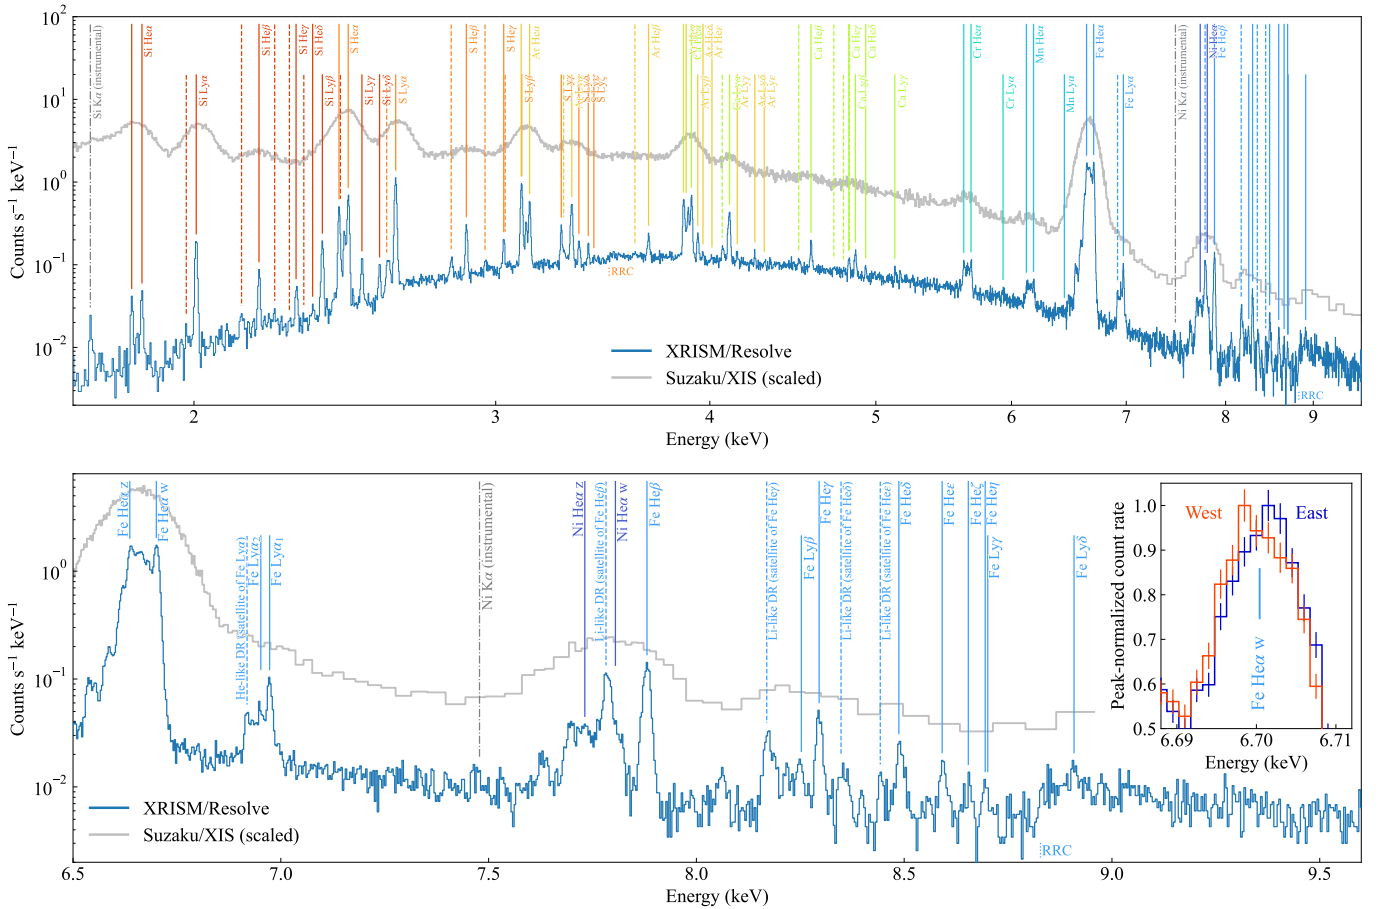 10²
10¹
10⁰
10⁻¹
10⁻²
Counts s⁻¹ keV⁻¹
Si Kα (instrumental)
Si Heα
Si Lyα
Si Heβ
Si Heγ
Si Heδ
Si Lyβ
S Heα
Si Lyγ
Si Lyδ
S Lyα
S Heβ
S Heγ
S Lyβ
Ar Heα
S Lyγ
Ar Heβ
Ar Lyβ
Ar Heδ
Ar Heε
Ar Lyδ
Ar Lyε
Ca Heβ
Ca Lyβ
Ca Heγ
Ca Heδ
Ca Lyγ
Cr Heα
Cr Lyα
Mn Heα
Mn Lyα
Fe Heα
Fe Lyα
Ni Kα (instrumental)
Ni Heα
Fe Heβ
RRC
RRC
XRISM/Resolve
Suzaku/XIS (scaled)
2 3 4 5 6 7 8 9
Energy (keV)
10⁰
10⁻¹
10⁻²
Counts s⁻¹ keV⁻¹
Fe Heα z
Fe Heα w
He-like DR (satellite of Fe Lyα)
Fe Lyα₂
Fe Lyα₁
Ni Kα (instrumental)
Ni Heα z
Li-like DR (satellite of Fe Heβ)
Ni Heα w
Fe Heβ
Li-like DR (satellite of Fe Heγ)
Fe Lyβ
Fe Heγ
Li-like DR (satellite of Fe Heδ)
Li-like DR (satellite of Fe Heε)
Fe Heδ
Fe Heε
Fe Heζ
Fe Heη
Fe Lyγ
Fe Lyδ
RRC
XRISM/Resolve
Suzaku/XIS (scaled)
6.5 7.0 7.5 8.0 8.5 9.0 9.5
Energy (keV)
1.0
0.9
0.8
0.7
0.6
0.5
Peak-normalized count rate
West
East
Fe Heα w
6.69 6.70 6.71
Energy (keV)